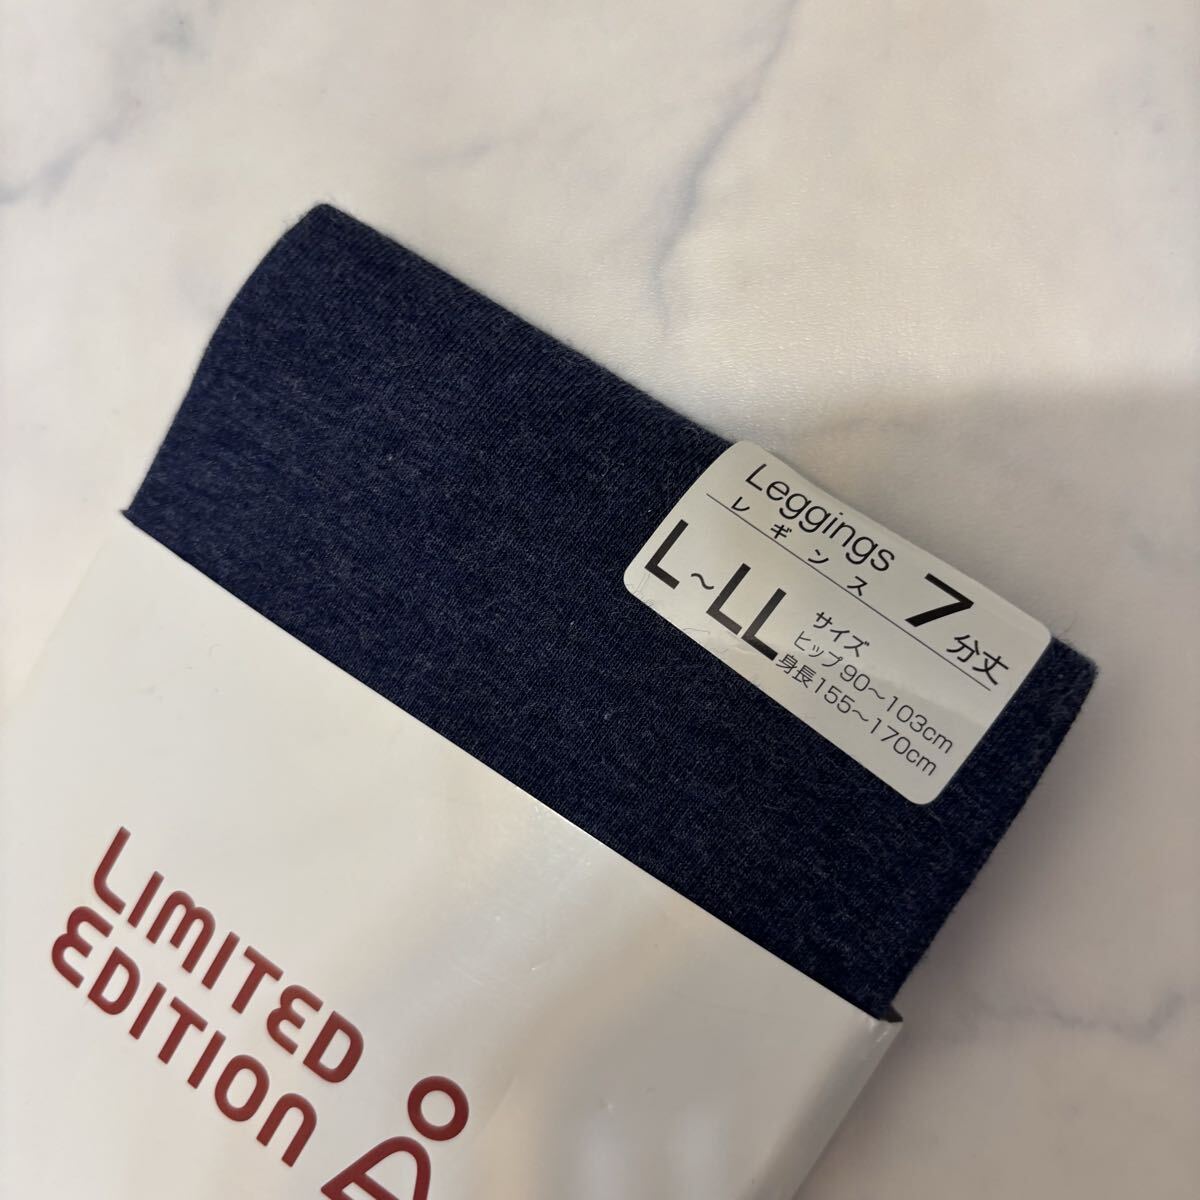 Leggings
レギンス 7分丈
L～LL サイズ
ヒップ90～103cm
身長155～170cm
LIMITED
EDITION